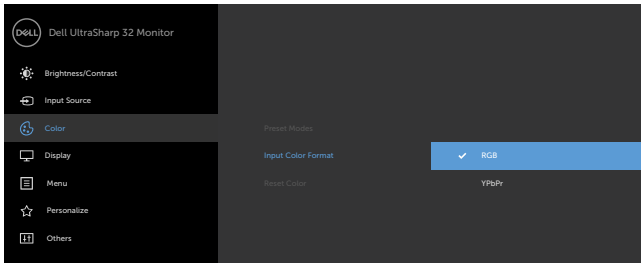 DELL Dell UltraSharp 32 Monitor
Brightness/Contrast
Input Source
Color
Preset Modes
Display
Input Color Format
RGB
Menu
Reset Color
YPbPr
Personalize
Others